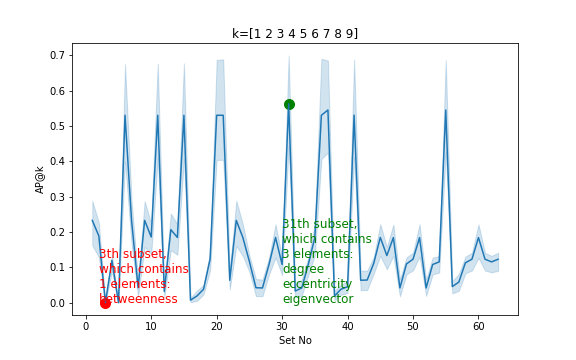 k=[1 2 3 4 5 6 7 8 9]
AP@k
0.7
0.6
0.5
0.4
0.3
0.2
0.1
0.0
3th subset,
which contains
1 elements:
betweenness
31th subset,
which contains
3 elements:
degree
eccentricity
eigenvector
0 10 20 30 40 50 60
Set No